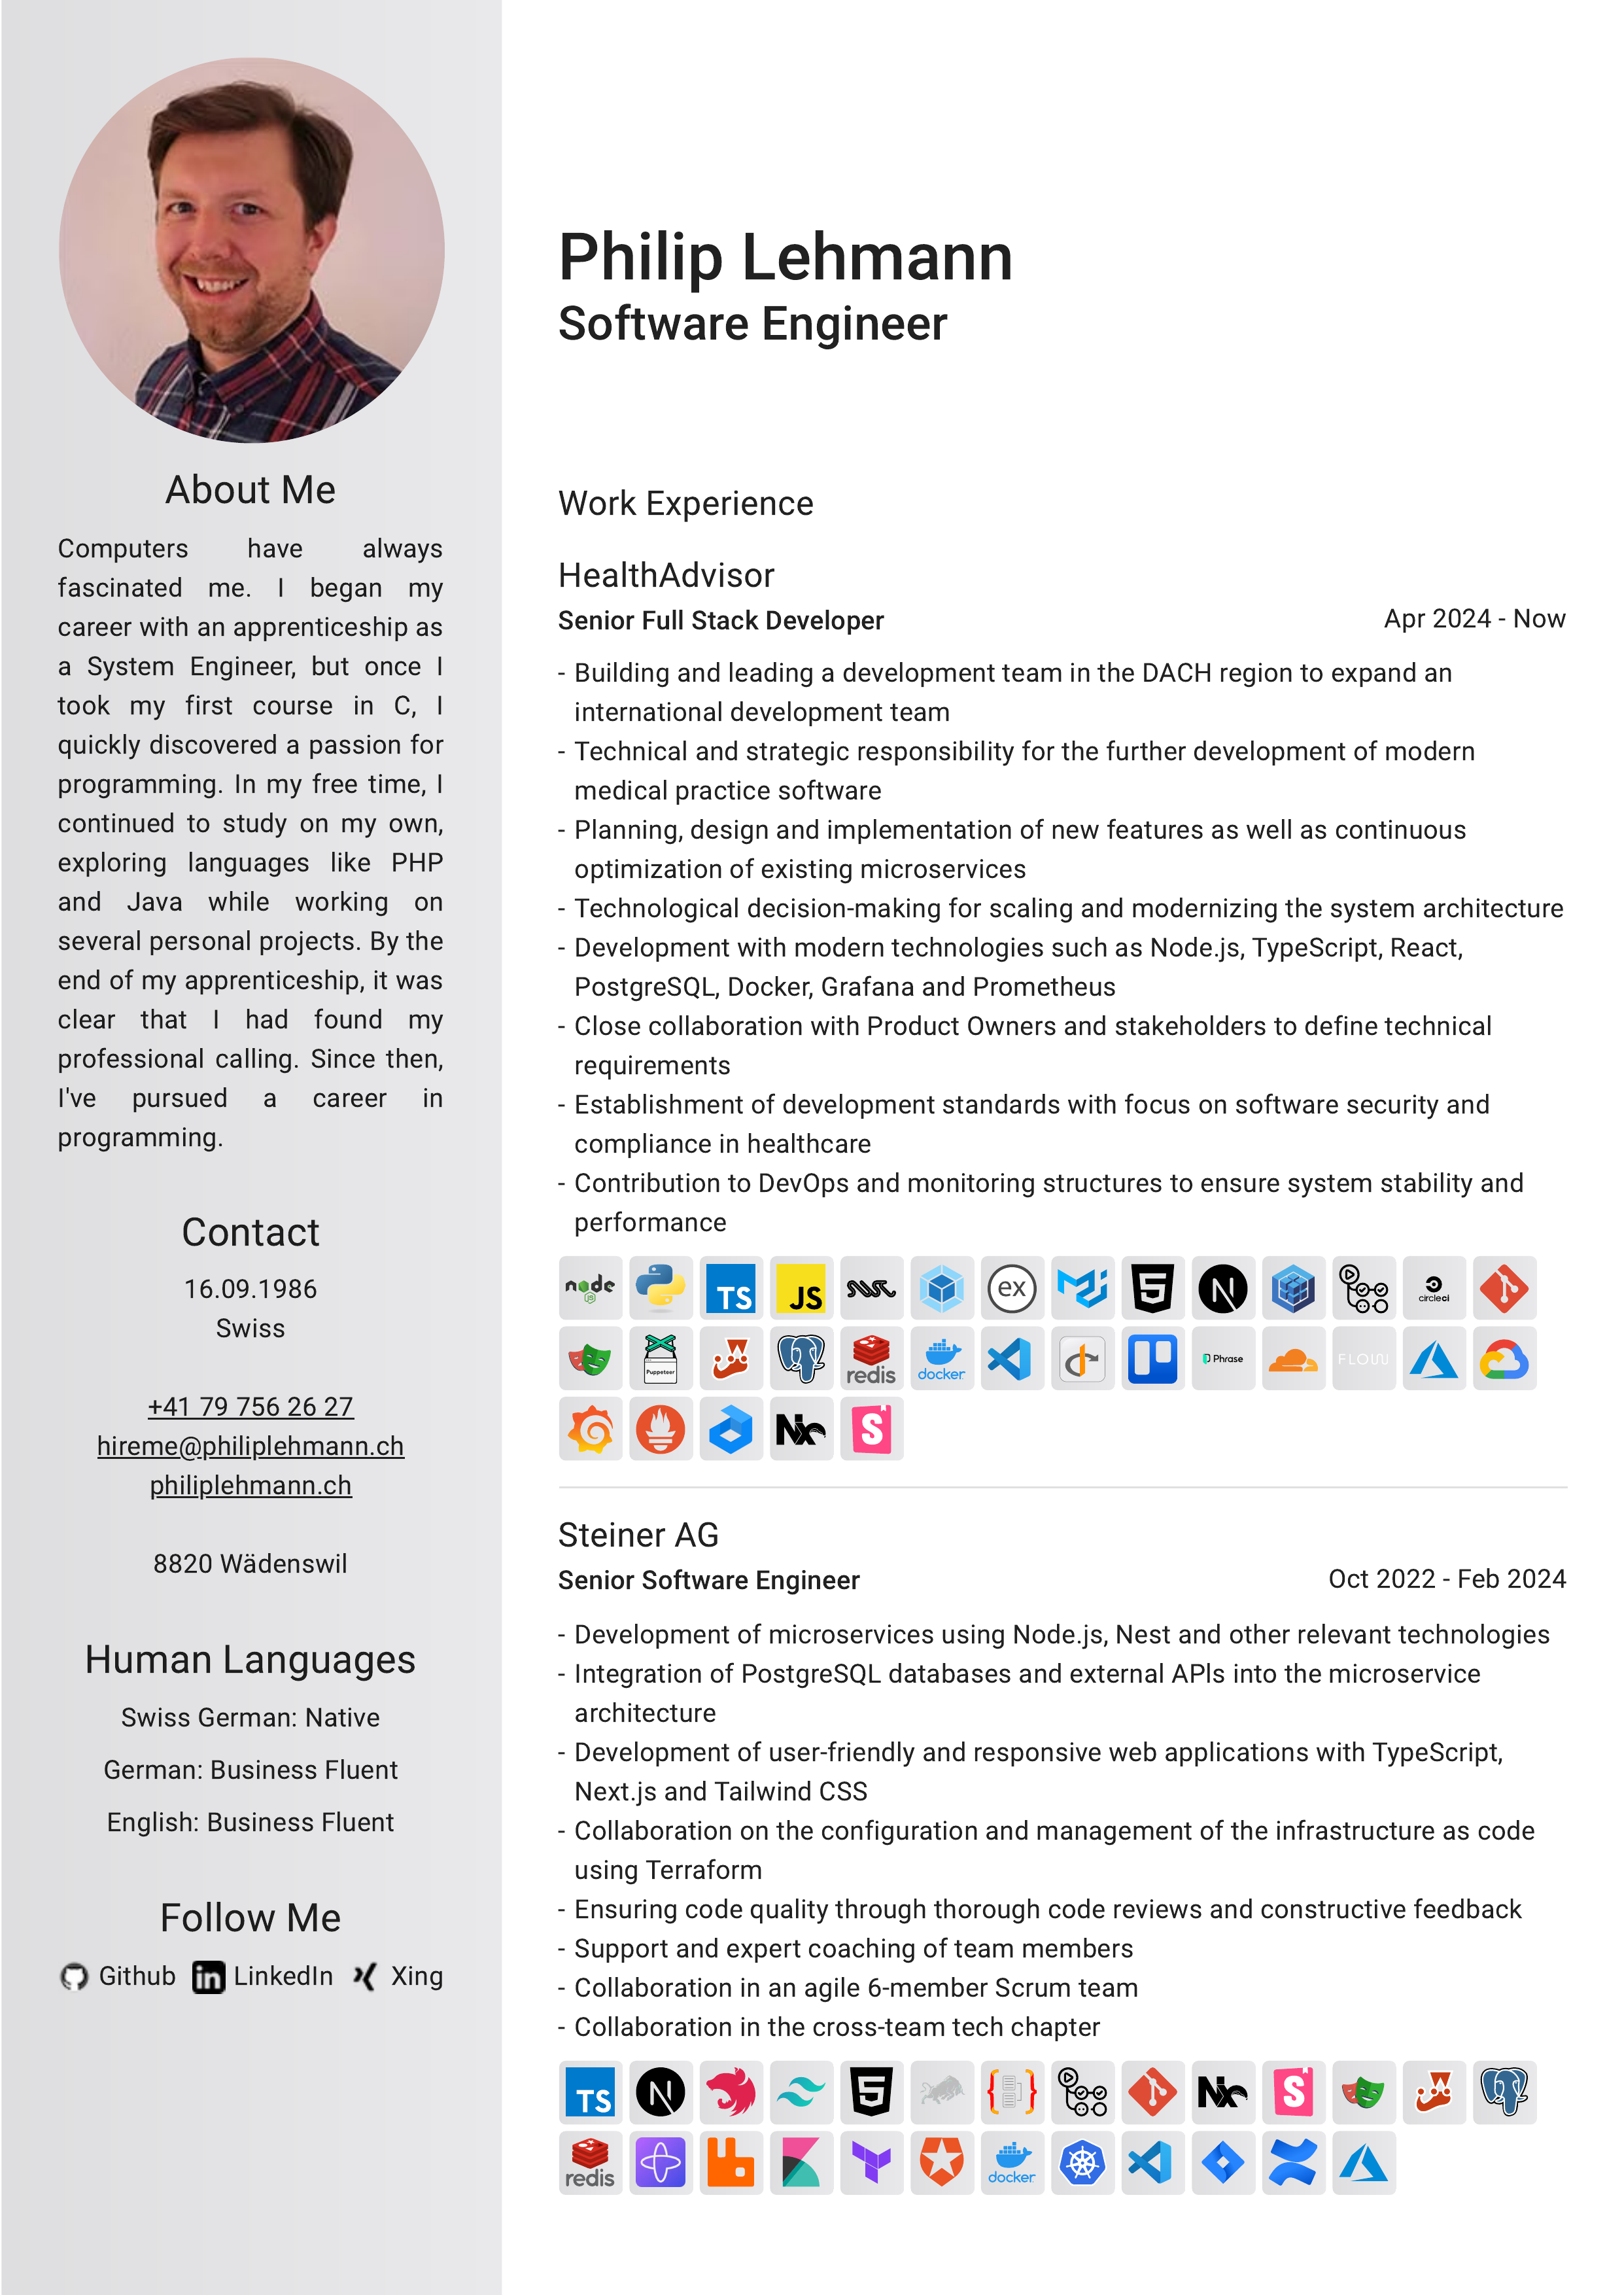 About Me
Computers have always
fascinated me. I began my
career with an apprenticeship as
a System Engineer, but once I
took my first course in C, I
quickly discovered a passion for
programming. In my free time, I
continued to study on my own,
exploring languages like PHP
and Java while working on
several personal projects. By the
end of my apprenticeship, it was
clear that I had found my
professional calling. Since then,
I've pursued a career in
programming.
Contact
16.09.1986
Swiss
+41 79 756 26 27
hireme@philiplehmann.ch
philiplehmann.ch
8820 Wädenswil
Human Languages
Swiss German: Native
German: Business Fluent
English: Business Fluent
Follow Me
Github LinkedIn Xing
Philip Lehmann
Software Engineer
Work Experience
HealthAdvisor
Senior Full Stack Developer Apr 2024 - Now
- Building and leading a development team in the DACH region to expand an
international development team
- Technical and strategic responsibility for the further development of modern
medical practice software
- Planning, design and implementation of new features as well as continuous
optimization of existing microservices
- Technological decision-making for scaling and modernizing the system architecture
- Development with modern technologies such as Node.js, TypeScript, React,
PostgreSQL, Docker, Grafana and Prometheus
- Close collaboration with Product Owners and stakeholders to define technical
requirements
- Establishment of development standards with focus on software security and
compliance in healthcare
- Contribution to DevOps and monitoring structures to ensure system stability and
performance
node JS TS JS ex 5 N circleci
Puppeteer redis docker d Phrase FLOW
Nx S
Steiner AG
Senior Software Engineer Oct 2022 - Feb 2024
- Development of microservices using Node.js, Nest and other relevant technologies
- Integration of PostgreSQL databases and external APIs into the microservice
architecture
- Development of user-friendly and responsive web applications with TypeScript,
Next.js and Tailwind CSS
- Collaboration on the configuration and management of the infrastructure as code
using Terraform
- Ensuring code quality through thorough code reviews and constructive feedback
- Support and expert coaching of team members
- Collaboration in an agile 6-member Scrum team
- Collaboration in the cross-team tech chapter
TS N 5 { } Nx S
redis docker